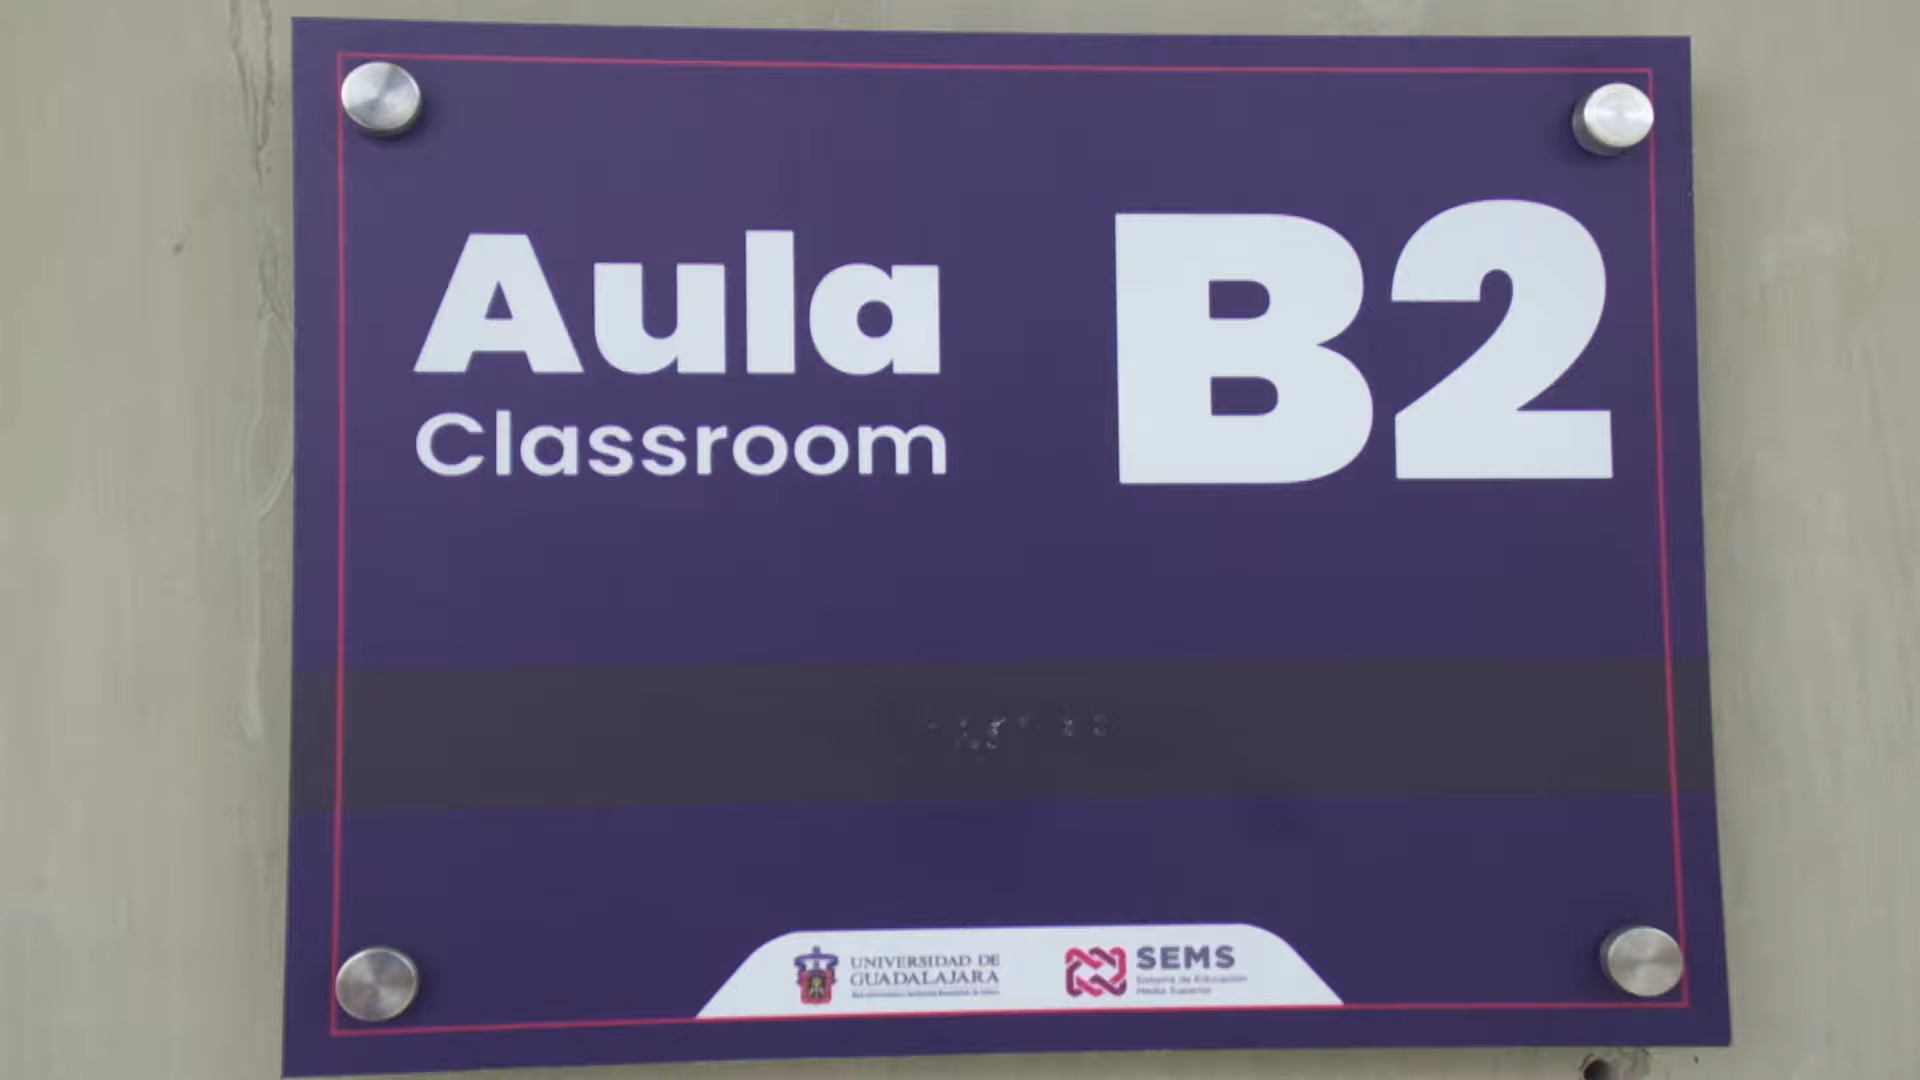 Aula
Classroom
B2
UNIVERSIDAD DE
GUADALAJARA
SEMS
Sistema de Educación
Media Superior